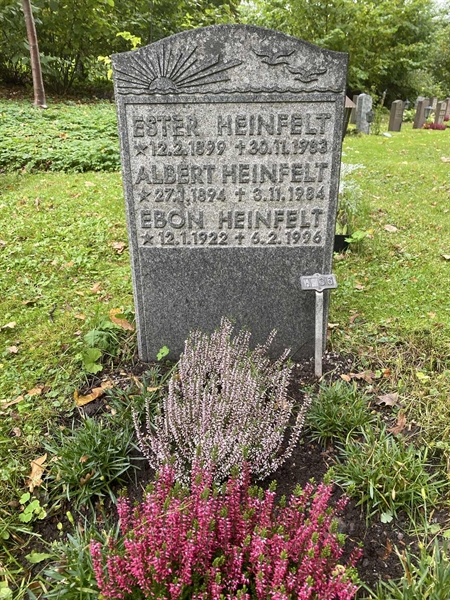 ESTER HEINFELT
★ 12.2.1899 + 30.11.1983
ALBERT HEINFELT
★ 27.1.1894 + 3.11.1984
EBON HEINFELT
★ 12.1.1922 + 6.2.1996